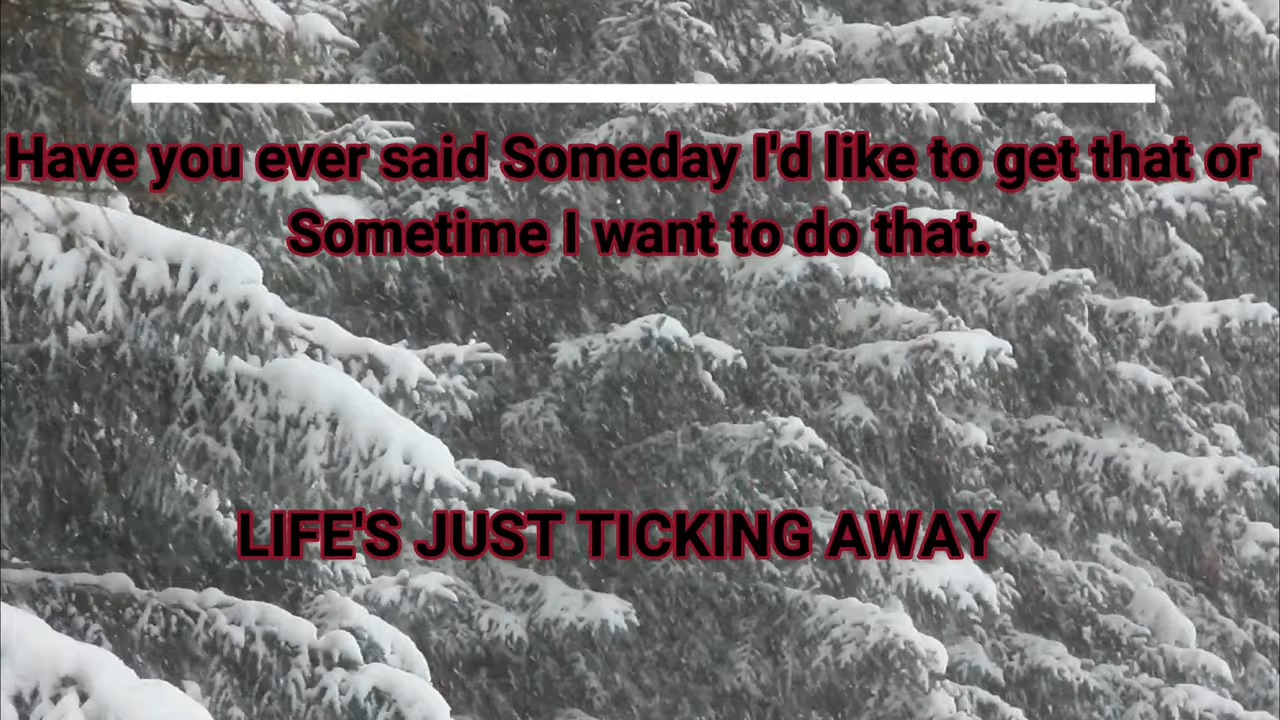 Have you ever said Someday I'd like to get that or
Sometime I want to do that.
LIFE'S JUST TICKING AWAY